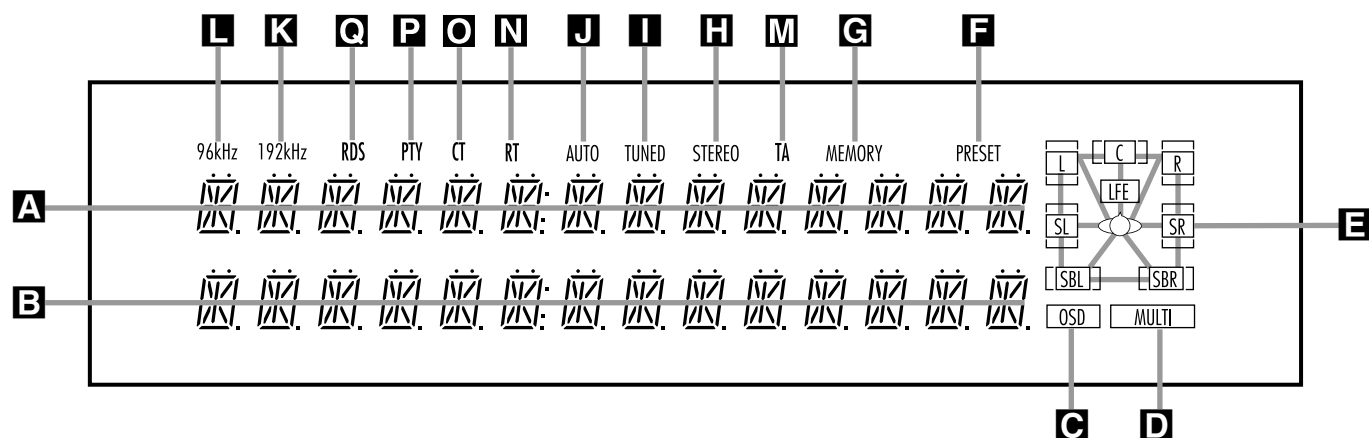 L K Q P O N J I H M G F
96kHz 192kHz RDS PTY CT RT AUTO TUNED STEREO TA MEMORY PRESET
L C R
LFE
A
E
SL SR
SBL SBR
B
OSD MULTI
C D